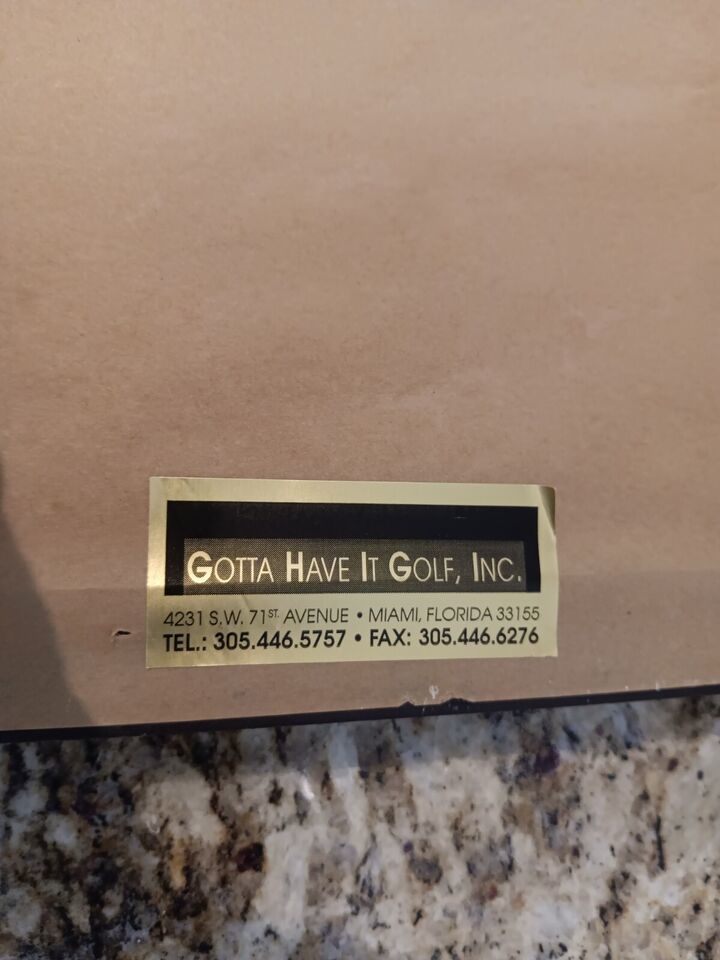 GOTTA HAVE IT GOLF, INC.
4231 S.W. 71ST. AVENUE • MIAMI, FLORIDA 33155
TEL.: 305.446.5757 • FAX: 305.446.6276